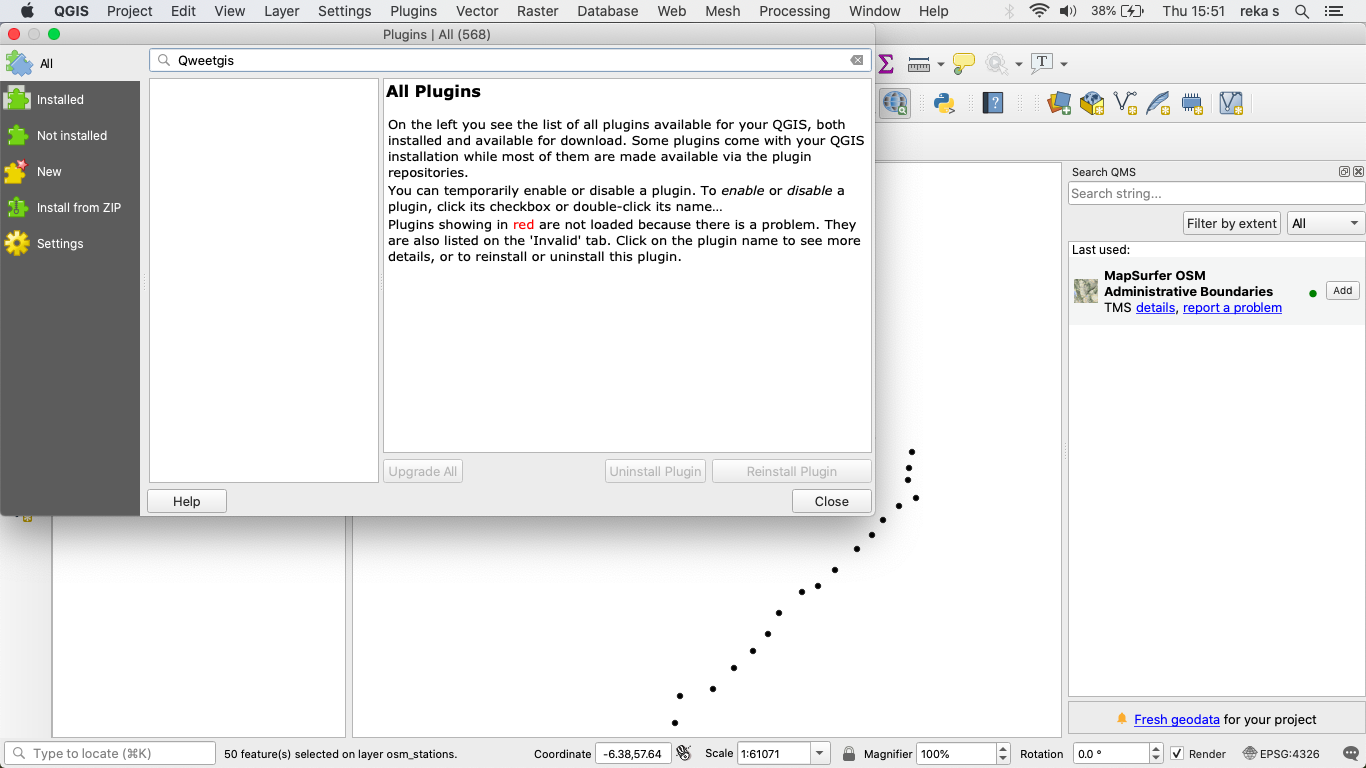 QGIS Project Edit View Layer Settings Plugins Vector Raster Database Web Mesh Processing Window Help 38% Thu 15:51 reka s
Plugins | All (568)
All
Qweetgis
Installed
Not installed
New
Install from ZIP
Settings
All Plugins
On the left you see the list of all plugins available for your QGIS, both
installed and available for download. Some plugins come with your QGIS
installation while most of them are made available via the plugin
repositories.
You can temporarily enable or disable a plugin. To enable or disable a
plugin, click its checkbox or double-click its name...
Plugins showing in red are not loaded because there is a problem. They
are also listed on the 'Invalid' tab. Click on the plugin name to see more
details, or to reinstall or uninstall this plugin.
Upgrade All Uninstall Plugin Reinstall Plugin
Help Close
Search QMS
Search string...
Filter by extent All
Last used:
MapSurfer OSM
Administrative Boundaries
TMS details, report a problem
Add
Fresh geodata for your project
Type to locate (⌘K) 50 feature(s) selected on layer osm_stations. Coordinate -6.38,57.64 Scale 1:61071 Magnifier 100% Rotation 0.0 ° Render EPSG:4326